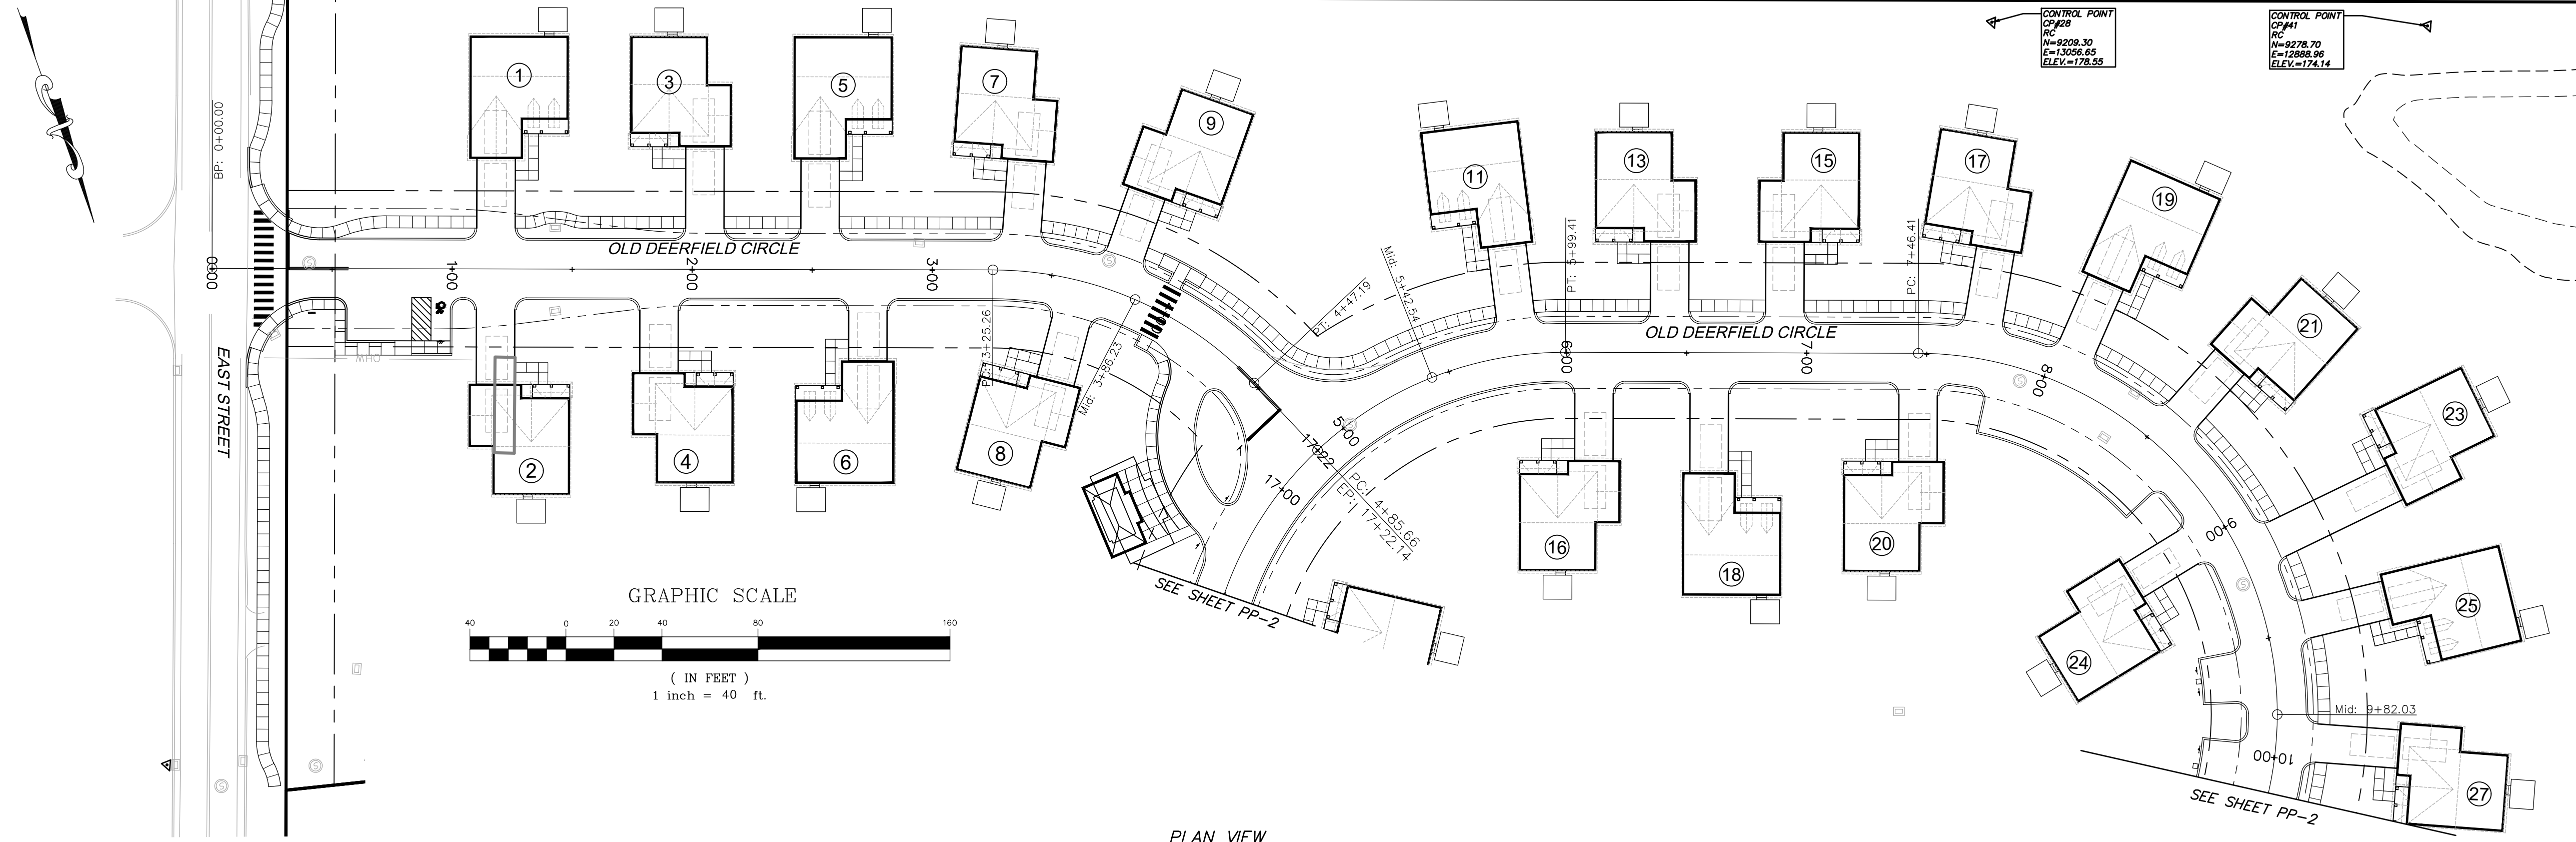 CONTROL POINT
CP#28
RC
N=9209.30
E=13056.65
ELEV.=178.55
CONTROL POINT
CP#41
RC
N=9278.70
E=12888.96
ELEV.=174.14
BP: 0+00.00
1
3
5
7
9
11
13
15
17
19
21
23
25
27
OLD DEERFIELD CIRCLE
0+00
1+00
2+00
3+00
4+00
PC: 3+25.26
Mid: 3+86.23
PT: 4+47.19
Mid: 5+42.54
PT: 5+99.41
PC: 7+46.41
OLD DEERFIELD CIRCLE
5+00
6+00
7+00
8+00
9+00
10+00
17+22
17+00
PC: 4+85.66
EP: 17+22.14
Mid: 9+82.03
EAST STREET
OHW
2
4
6
8
16
18
20
24
SEE SHEET PP-2
SEE SHEET PP-2
GRAPHIC SCALE
40 0 20 40 80 160
( IN FEET )
1 inch = 40 ft.
PLAN VIEW